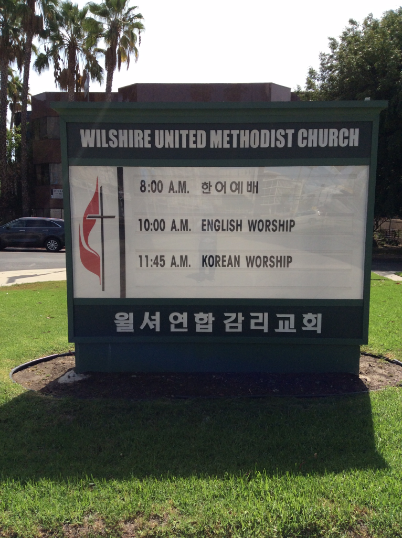 WILSHIRE UNITED METHODIST CHURCH
8:00 A.M. 한어예배
10:00 A.M. ENGLISH WORSHIP
11:45 A.M. KOREAN WORSHIP
윌셔연합감리교회